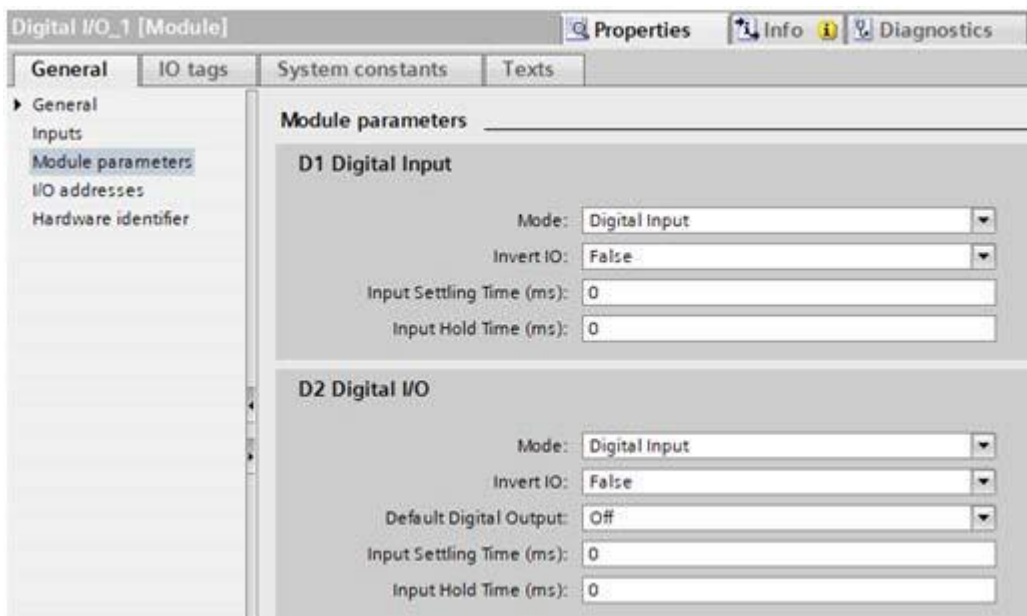 Digital I/O_1 [Module]
Properties
Info
Diagnostics
General
IO tags
System constants
Texts
General
Inputs
Module parameters
I/O addresses
Hardware identifier
Module parameters
D1 Digital Input
Mode: Digital Input
Invert IO: False
Input Settling Time (ms): 0
Input Hold Time (ms): 0
D2 Digital I/O
Mode: Digital Input
Invert IO: False
Default Digital Output: Off
Input Settling Time (ms): 0
Input Hold Time (ms): 0